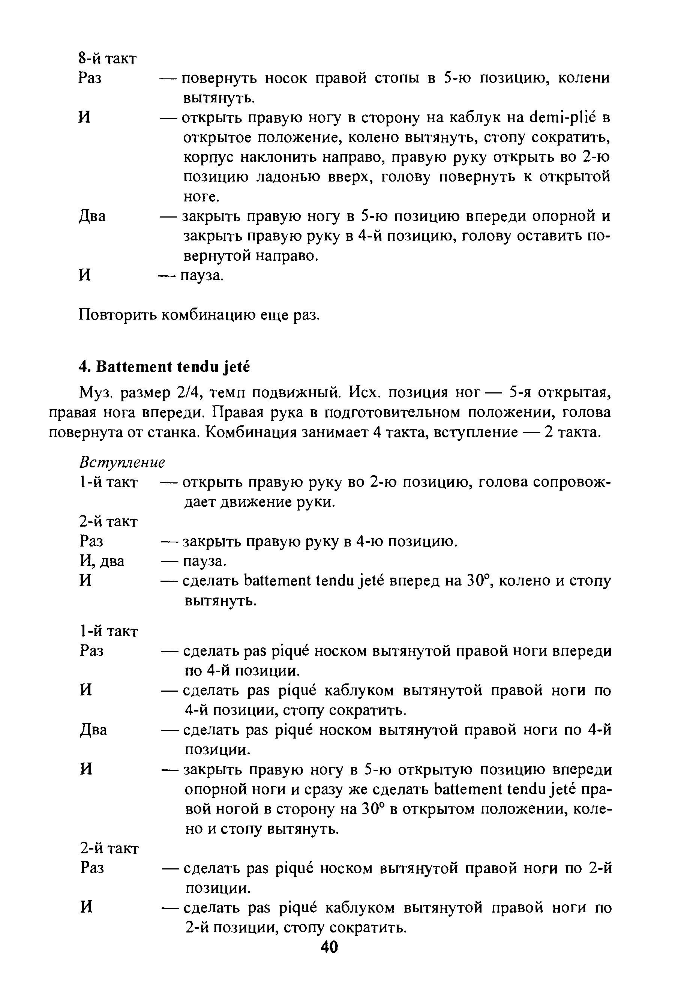 8-й такт
Раз — повернуть носок правой стопы в 5-ю позицию, колени
вытянуть.
И — открыть правую ногу в сторону на каблук на demi-plié в
открытое положение, колено вытянуть, стопу сократить,
корпус наклонить направо, правую руку открыть во 2-ю
позицию ладонью вверх, голову повернуть к открытой
ноге.
Два — закрыть правую ногу в 5-ю позицию впереди опорной и
закрыть правую руку в 4-й позицию, голову оставить по-
вернутой направо.
И — пауза.
Повторить комбинацию еще раз.
4. Battement tendu jeté
Муз. размер 2/4, темп подвижный. Исх. позиция ног — 5-я открытая,
правая нога впереди. Правая рука в подготовительном положении, голова
повернута от станка. Комбинация занимает 4 такта, вступление — 2 такта.
Вступление
1-й такт — открыть правую руку во 2-ю позицию, голова сопровож-
дает движение руки.
2-й такт
Раз — закрыть правую руку в 4-ю позицию.
И, два — пауза.
И — сделать battement tendu jeté вперед на 30°, колено и стопу
вытянуть.
1-й такт
Раз — сделать pas piqué носком вытянутой правой ноги впереди
по 4-й позиции.
И — сделать pas piqué каблуком вытянутой правой ноги по
4-й позиции, стопу сократить.
Два — сделать pas piqué носком вытянутой правой ноги по 4-й
позиции.
И — закрыть правую ногу в 5-ю открытую позицию впереди
опорной ноги и сразу же сделать battement tendu jeté пра-
вой ногой в сторону на 30° в открытом положении, коле-
но и стопу вытянуть.
2-й такт
Раз — сделать pas piqué носком вытянутой правой ноги по 2-й
позиции.
И — сделать pas piqué каблуком вытянутой правой ноги по
2-й позиции, стопу сократить.
40